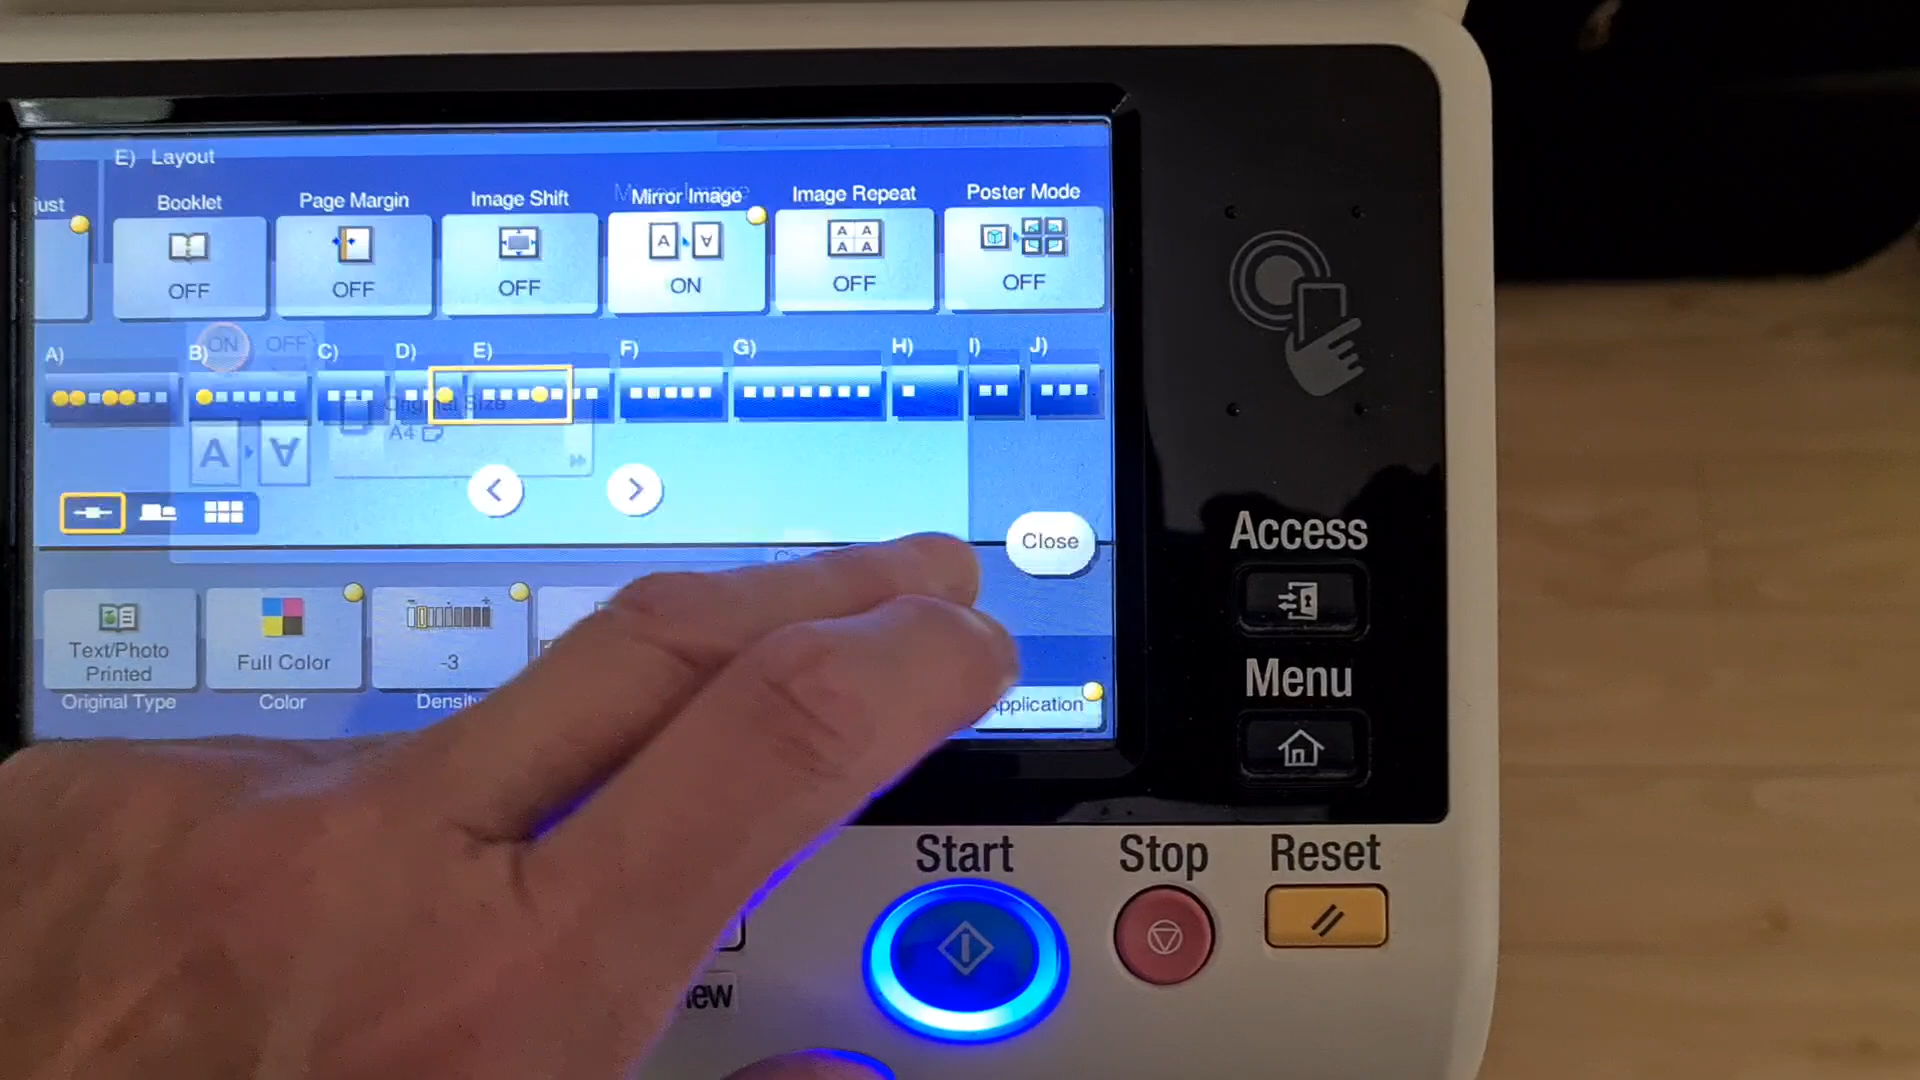 E) Layout
just
Booklet
Page Margin
Image Shift
Mirror Image
Image Repeat
Poster Mode
OFF
OFF
OFF
ON
OFF
OFF
ON OFF
A) B) C) D) E) F) G) H) I) J)
Original Size
A4
A A
Close
Text/Photo
Printed
Full Color
-3
Original Type
Color
Density
Application
Access
Menu
Start
Stop
Reset
iew